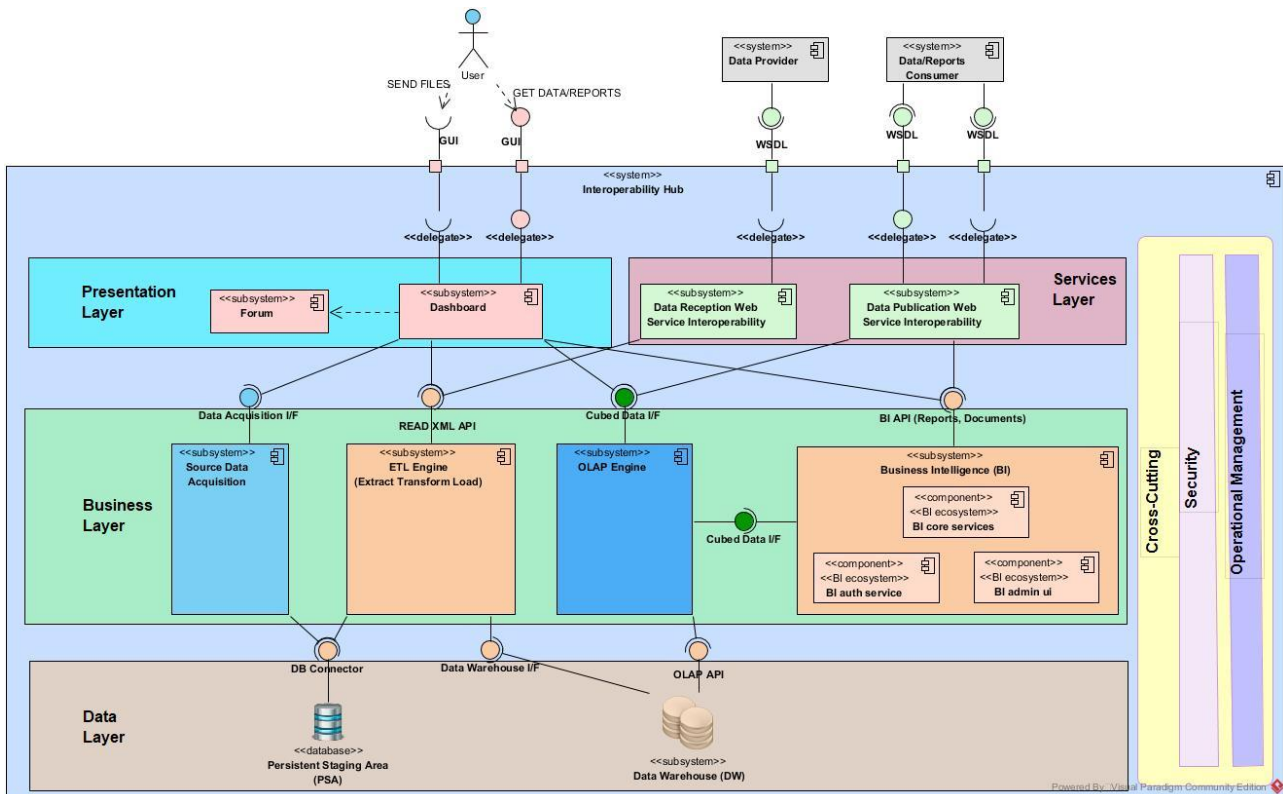 User
SEND FILES
GET DATA/REPORTS
GUI
GUI
<<system>>
Data Provider
<<system>>
Data/Reports
Consumer
WSDL
WSDL
WSDL
<<system>>
Interoperability Hub
<<delegate>>
<<delegate>>
<<delegate>>
<<delegate>>
<<delegate>>
Presentation
Layer
<<subsystem>>
Forum
<<subsystem>>
Dashboard
<<subsystem>>
Data Reception Web
Service Interoperability
<<subsystem>>
Data Publication Web
Service Interoperability
Services
Layer
Data Acquisition I/F
READ XML API
Cubed Data I/F
BI API (Reports, Documents)
Business
Layer
<<subsystem>>
Source Data
Acquisition
<<subsystem>>
ETL Engine
(Extract Transform Load)
<<subsystem>>
OLAP Engine
Cubed Data I/F
<<subsystem>>
Business Intelligence (BI)
<<component>>
<<BI ecosystem>>
BI core services
<<component>>
<<BI ecosystem>>
BI auth service
<<component>>
<<BI ecosystem>>
BI admin ui
DB Connector
Data Warehouse I/F
OLAP API
Data
Layer
<<database>>
Persistent Staging Area
(PSA)
<<subsystem>>
Data Warehouse (DW)
Cross-Cutting
Security
Operational Management
Powered By Visual Paradigm Community Edition